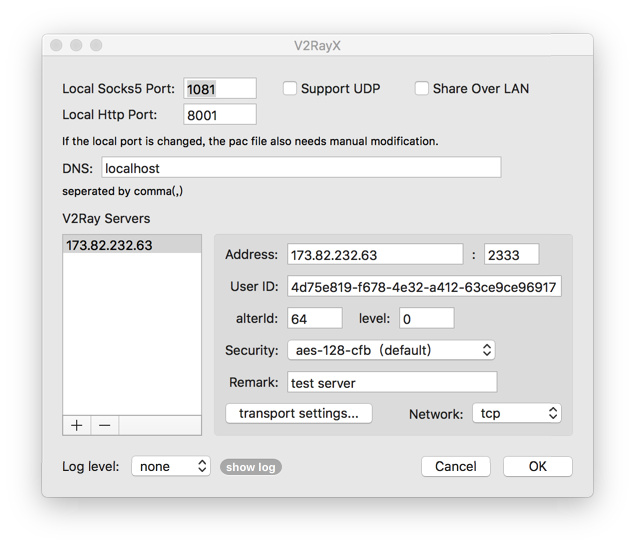 V2RayX
Local Socks5 Port: 1081 Support UDP Share Over LAN
Local Http Port: 8001
If the local port is changed, the pac file also needs manual modification.
DNS: localhost
seperated by comma(,)
V2Ray Servers
173.82.232.63
Address: 173.82.232.63 : 2333
User ID: 4d75e819-f678-4e32-a412-63ce9ce96917
alterId: 64 level: 0
Security: aes-128-cfb (default)
Remark: test server
transport settings... Network: tcp
+ −
Log level: none show log Cancel OK